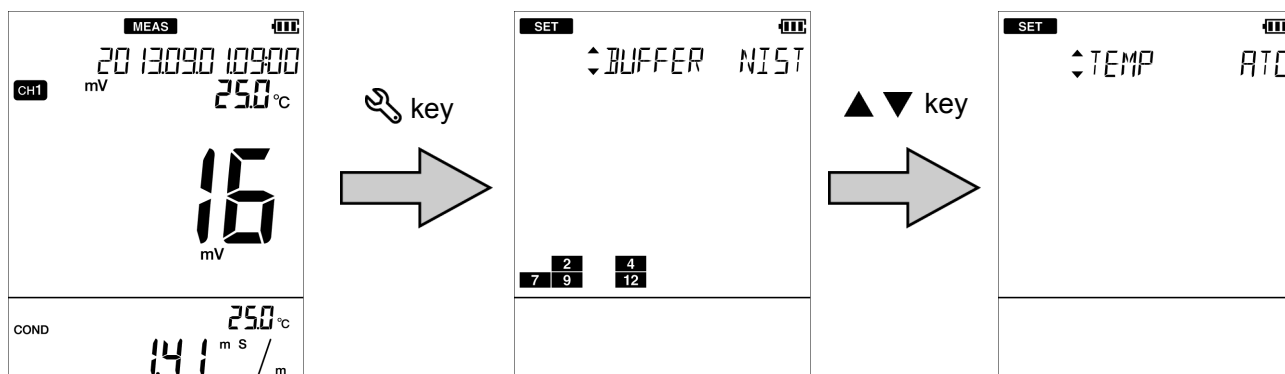 MEAS
2013.09.01.09:00
CH1 mV 25.0 °C
16
mV
COND 25.0 °C
1.41 m S / m
key
SET
BUFFER NIST
2 4
7 9 12
key
SET
TEMP ATC